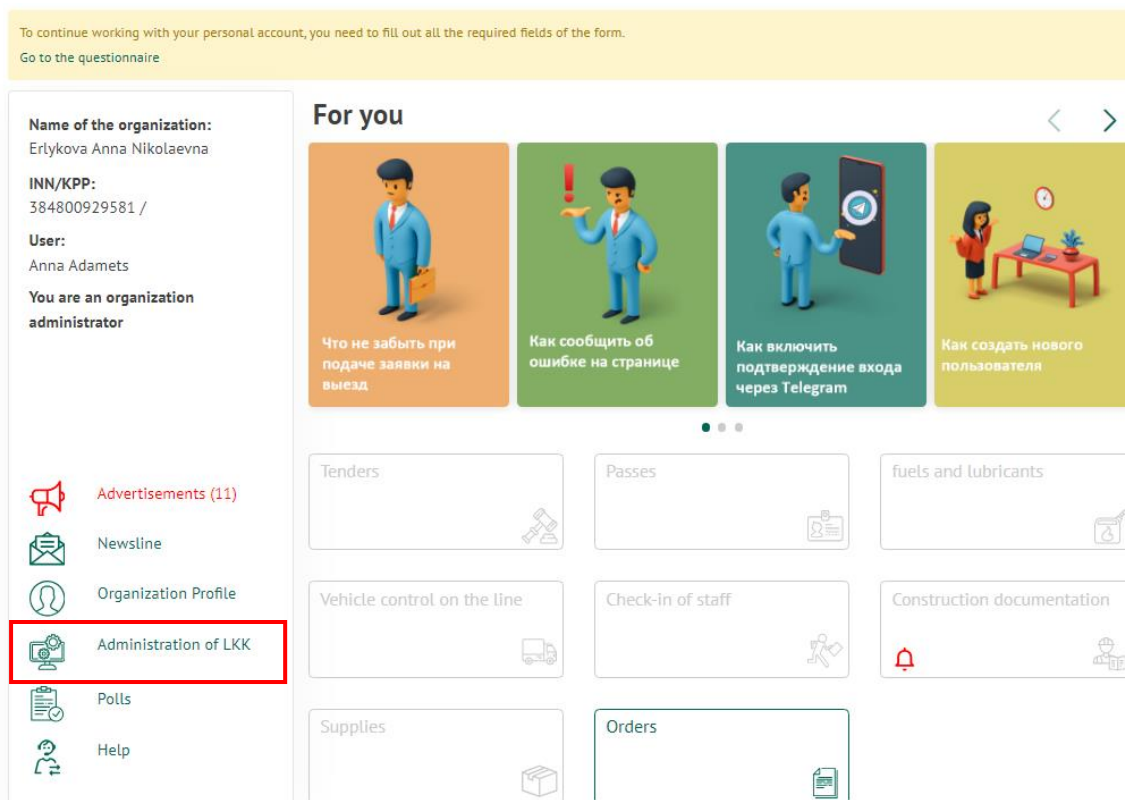 To continue working with your personal account, you need to fill out all the required fields of the form.
Go to the questionnaire
Name of the organization:
Erlykova Anna Nikolaevna
INN/KPP:
384800929581 /
User:
Anna Adamets
You are an organization
administrator
Advertisements (11)
Newsline
Organization Profile
Administration of LKK
Polls
Help
For you
Что не забыть при
подаче заявки на
выезд
Как сообщить об
ошибке на странице
Как включить
подтверждение входа
через Telegram
Как создать нового
пользователя
Tenders
Passes
fuels and lubricants
Vehicle control on the line
Check-in of staff
Construction documentation
Supplies
Orders